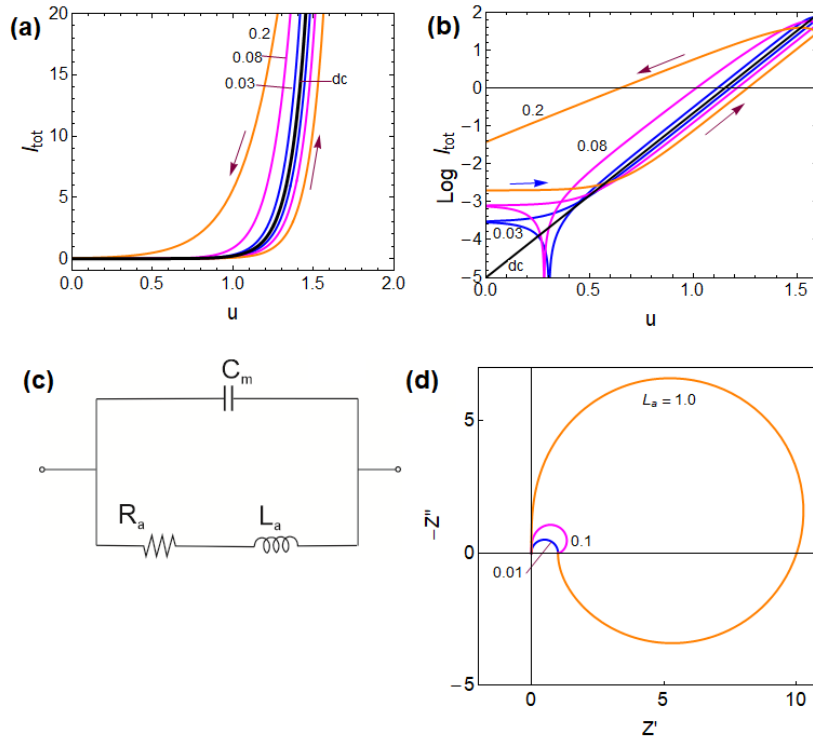 (a)
20
15
10
5
0
I_tot
0.2
0.08
0.03
dc
0.0 0.5 1.0 1.5 2.0
u
(b)
2
1
0
−1
−2
−3
−4
−5
Log I_tot
0.2
0.08
0.03
dc
0.0 0.5 1.0 1.5
u
(c)
C_m
R_a
L_a
(d)
5
0
−5
−Z''
L_a = 1.0
0.1
0.01
0 5 10
Z'